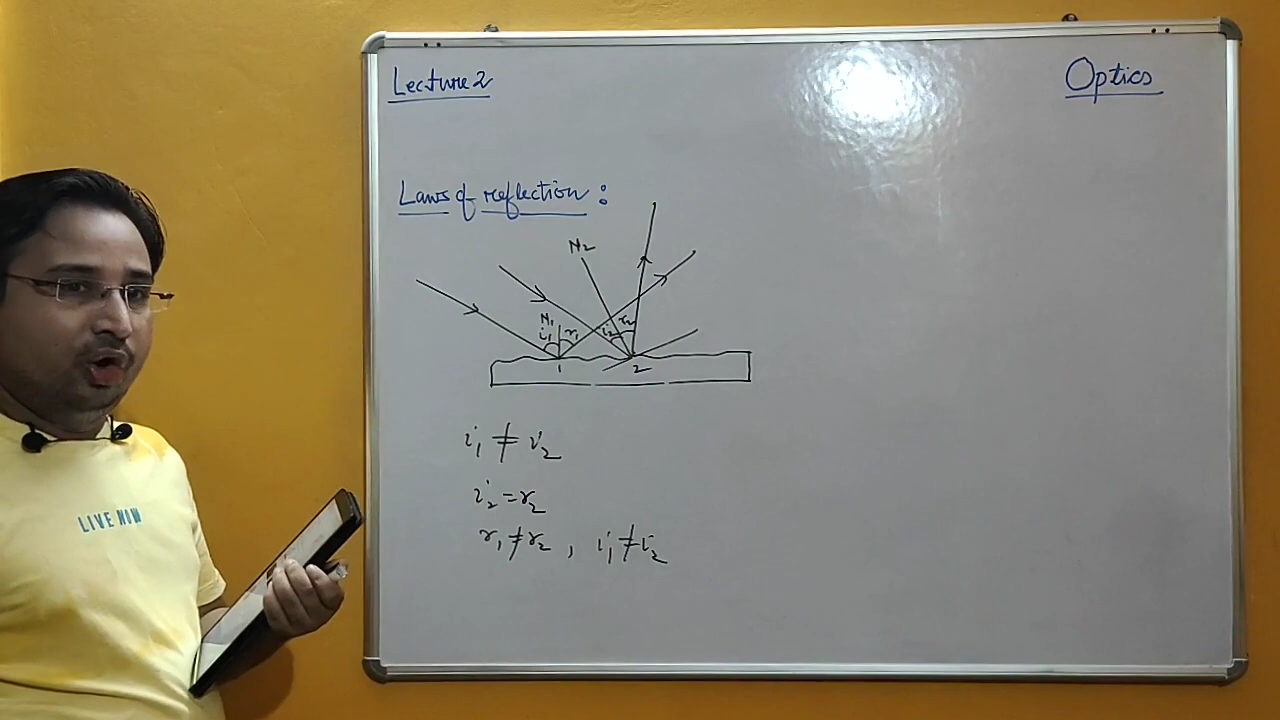 Lecture 2
Optics
Laws of reflection :
N2
N1
i1 r1 i2 r2
1 2
i1 ≠ i2
i2 = r2
r1 ≠ r2 , i1 ≠ i2
LIVE NOW